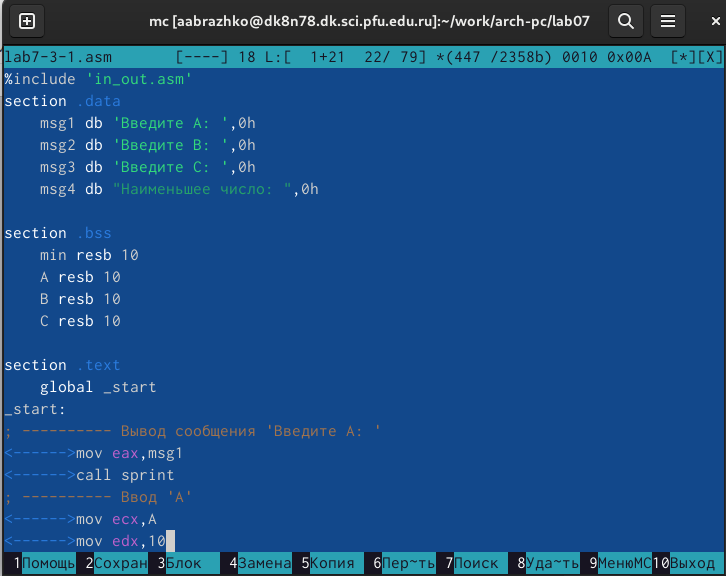 mc [aabrazhko@dk8n78.dk.sci.pfu.edu.ru]:~/work/arch-pc/lab07
lab7-3-1.asm [----] 18 L:[ 1+21 22/ 79] *(447 /2358b) 0010 0x00A [*][X]
%include 'in_out.asm'
section .data
    msg1 db 'Введите A: ',0h
    msg2 db 'Введите B: ',0h
    msg3 db 'Введите C: ',0h
    msg4 db "Наименьшее число: ",0h
section .bss
    min resb 10
    A resb 10
    B resb 10
    C resb 10
section .text
    global _start
_start:
; ---------- Вывод сообщения 'Введите A: '
<------>mov eax,msg1
<------>call sprint
; ---------- Ввод 'A'
<------>mov ecx,A
<------>mov edx,10
1Помощь 2Сохран 3Блок 4Замена 5Копия 6Пер~ть 7Поиск 8Уда~ть 9МенюМС 10Выход